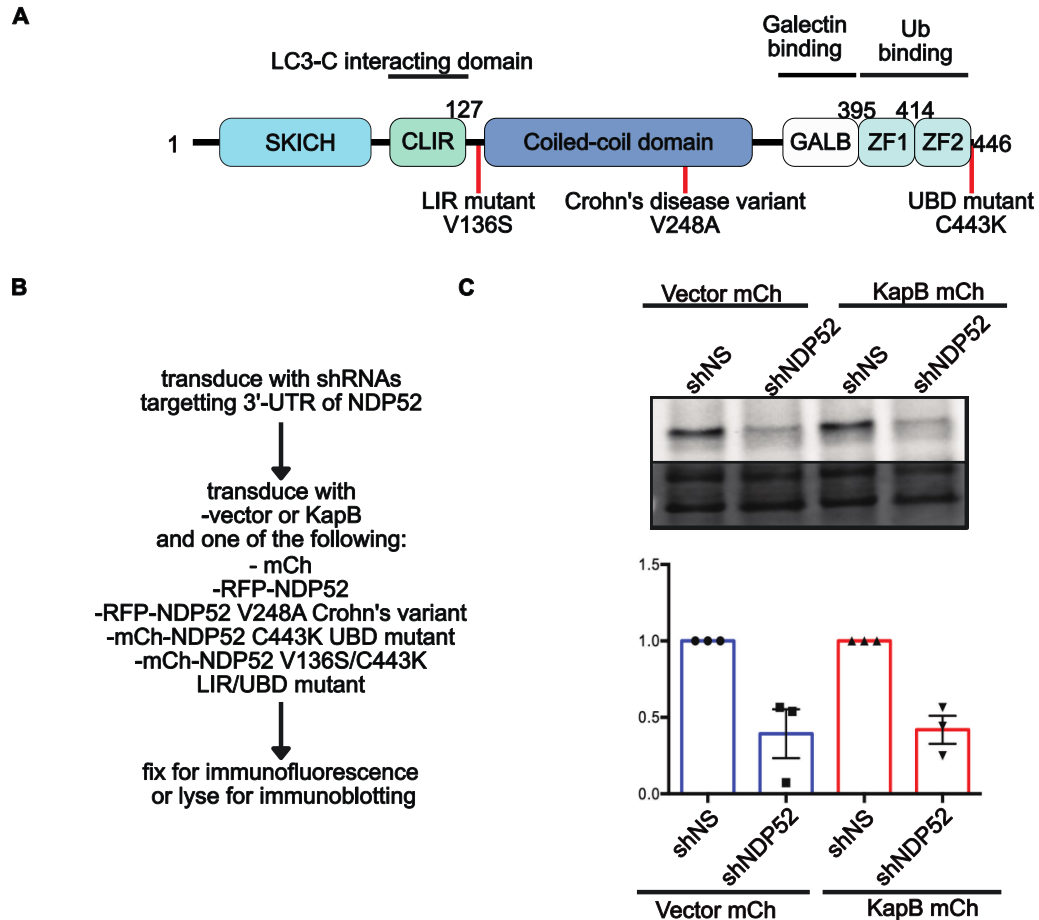 A
LC3-C interacting domain
Galectin
binding
Ub
binding
127
395
414
1
SKICH
CLIR
Coiled-coil domain
GALB
ZF1
ZF2
446
LIR mutant
V136S
Crohn's disease variant
V248A
UBD mutant
C443K
B
transduce with shRNAs
targetting 3'-UTR of NDP52
transduce with
-vector or KapB
and one of the following:
- mCh
-RFP-NDP52
-RFP-NDP52 V248A Crohn's variant
-mCh-NDP52 C443K UBD mutant
-mCh-NDP52 V136S/C443K
LIR/UBD mutant
fix for immunofluorescence
or lyse for immunoblotting
C
Vector mCh
KapB mCh
shNS
shNDP52
shNS
shNDP52
1.5
1.0
0.5
0.0
shNS
shNDP52
shNS
shNDP52
Vector mCh
KapB mCh